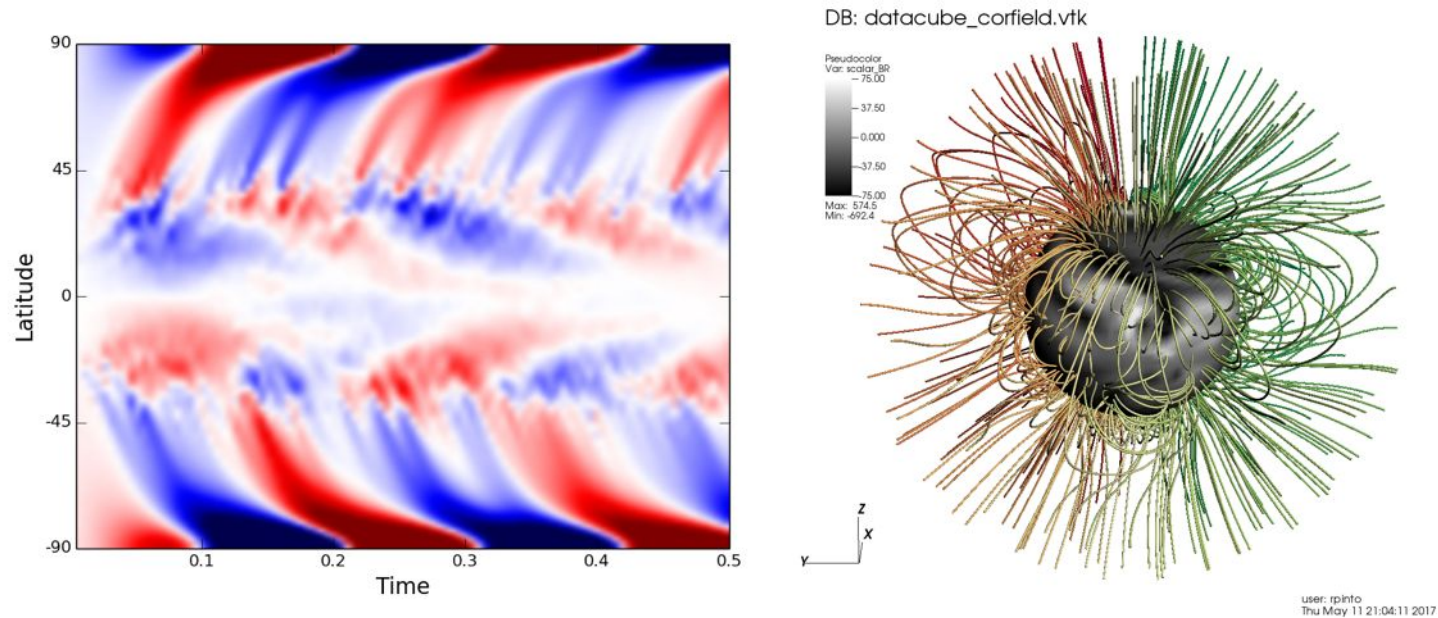 90
45
0
-45
-90
Latitude
0.1 0.2 0.3 0.4 0.5
Time
DB: datacube_corfield.vtk
Pseudocolor
Var: scalar_BR
75.00
37.50
0.000
-37.50
-75.00
Max: 574.5
Min: -692.4
Z
X
Y
user: rpinto
Thu May 11 21:04:11 2017